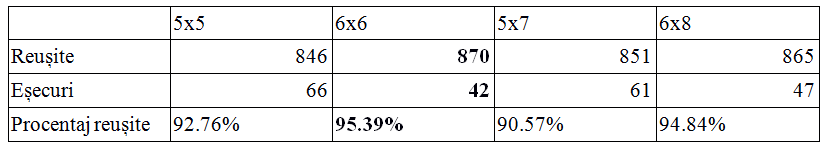 5x5 6x6 5x7 6x8
Reușite 846 870 851 865
Eșecuri 66 42 61 47
Procentaj reușite 92.76% 95.39% 90.57% 94.84%